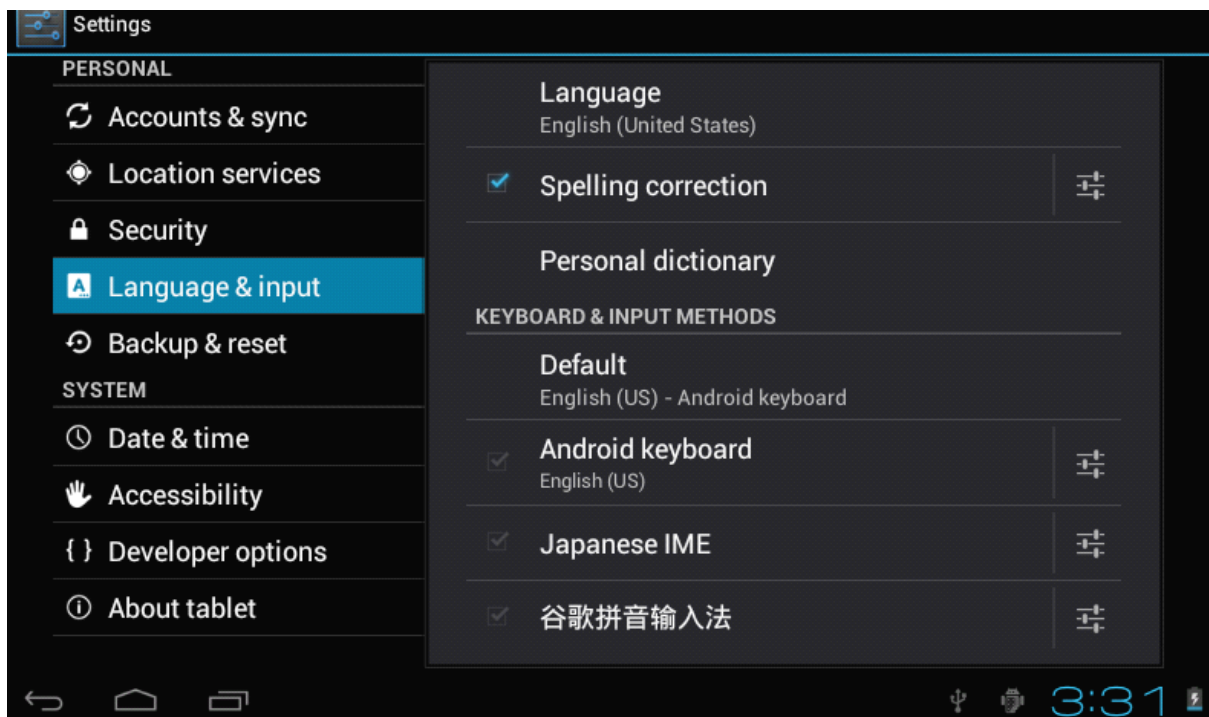 Settings
PERSONAL
Accounts & sync
Location services
Security
Language & input
Backup & reset
SYSTEM
Date & time
Accessibility
{ } Developer options
About tablet
Language
English (United States)
Spelling correction
Personal dictionary
KEYBOARD & INPUT METHODS
Default
English (US) - Android keyboard
Android keyboard
English (US)
Japanese IME
谷歌拼音输入法
3:31